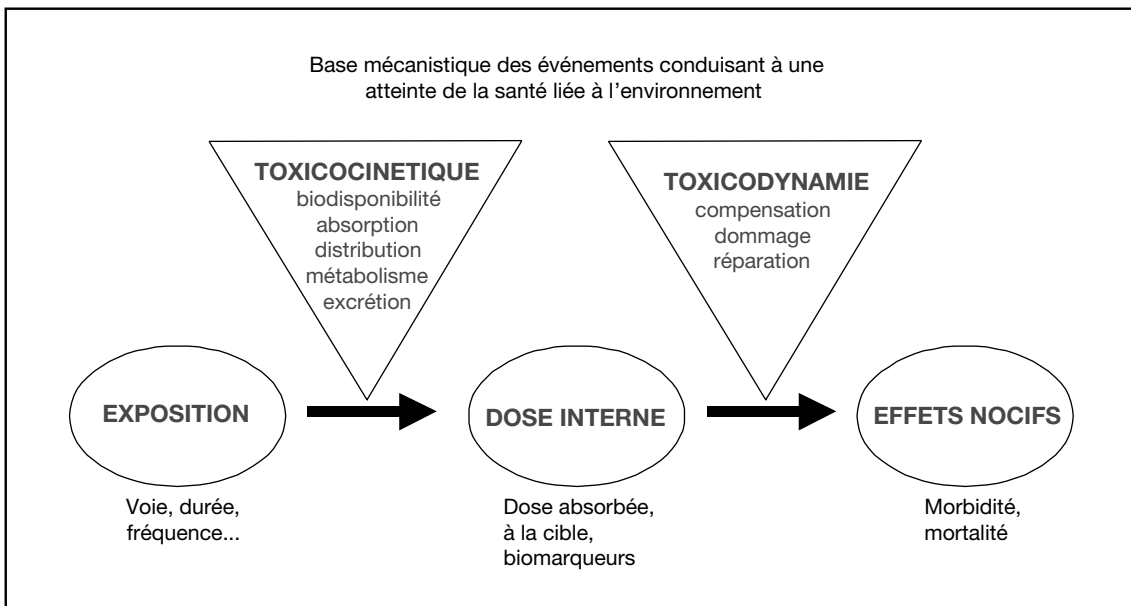 Base mécanistique des événements conduisant à une
atteinte de la santé liée à l'environnement
TOXICOCINETIQUE
biodisponibilité
absorption
distribution
métabolisme
excrétion
TOXICODYNAMIE
compensation
dommage
réparation
EXPOSITION
DOSE INTERNE
EFFETS NOCIFS
Voie, durée,
fréquence...
Dose absorbée,
à la cible,
biomarqueurs
Morbidité,
mortalité